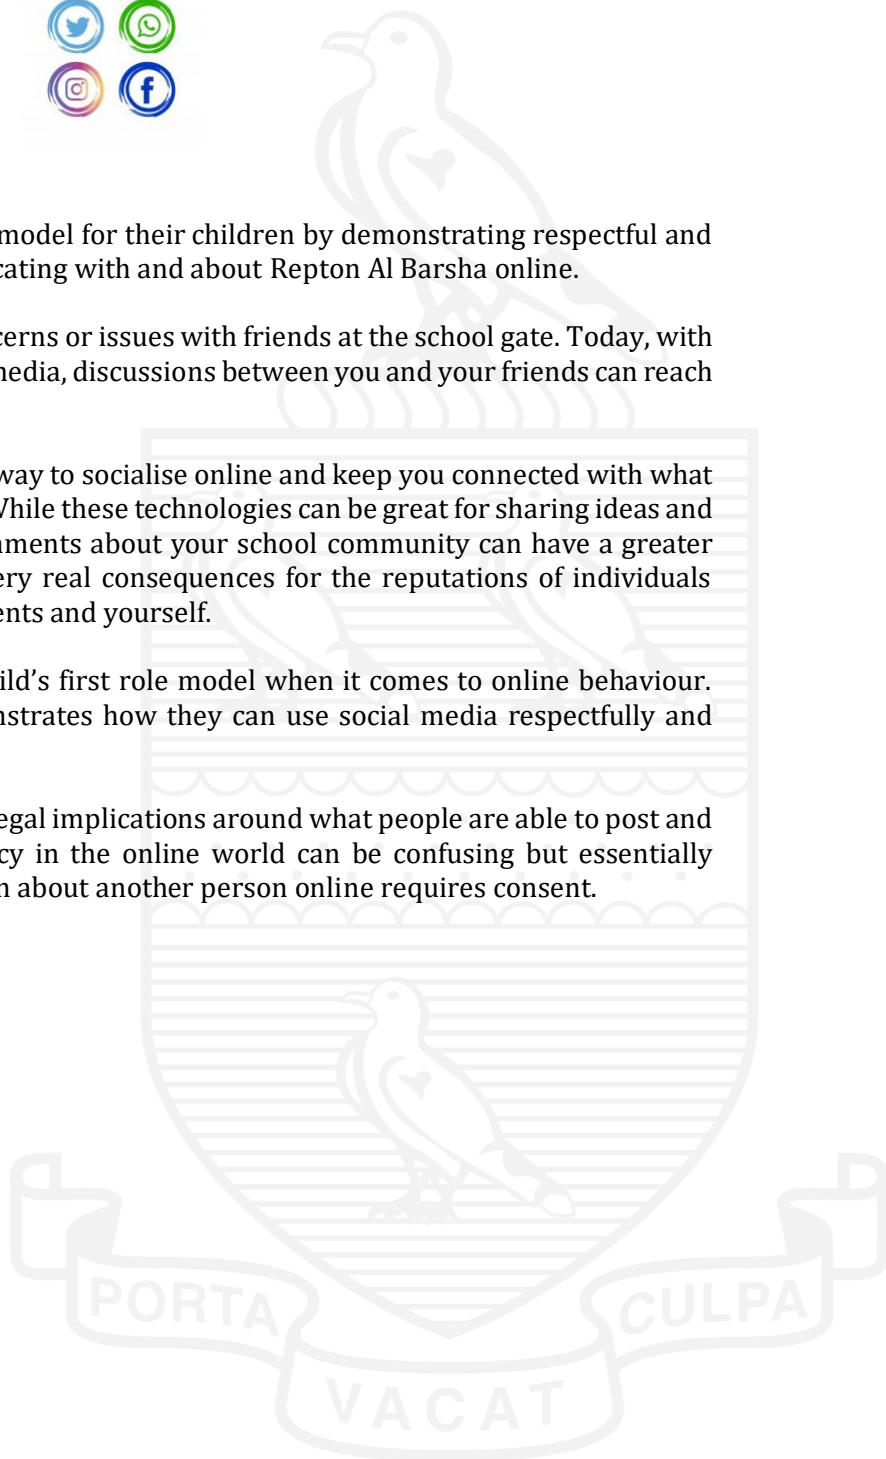 model for their children by demonstrating respectful and
cating with and about Repton Al Barsha online.
cerns or issues with friends at the school gate. Today, with
media, discussions between you and your friends can reach
way to socialise online and keep you connected with what
While these technologies can be great for sharing ideas and
nments about your school community can have a greater
ery real consequences for the reputations of individuals
ents and yourself.
ild’s first role model when it comes to online behaviour.
nstrates how they can use social media respectfully and
egal implications around what people are able to post and
cy in the online world can be confusing but essentially
n about another person online requires consent.
PORTA
VACAT
CULPA